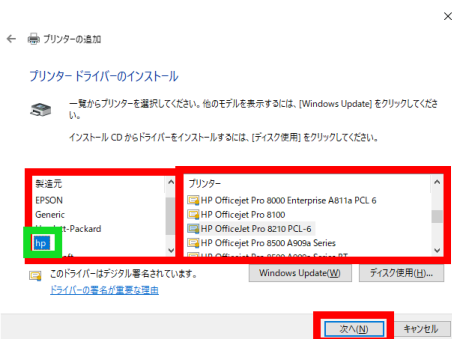 プリンターの追加
プリンター ドライバーのインストール
一覧からプリンターを選択してください。他のモデルを表示するには、[Windows Update] をクリックしてください。
インストール CD からドライバーをインストールするには、[ディスク使用] をクリックしてください。
製造元
EPSON
Generic
hp
プリンター
HP Officejet Pro 8000 Enterprise A811a PCL 6
HP Officejet Pro 8100
HP OfficeJet Pro 8210 PCL-6
HP Officejet Pro 8500 A909a Series
HP Officejet Pro 8500 A909a Series BT
このドライバーはデジタル署名されています。
ドライバーの署名が重要な理由
Windows Update(W)
ディスク使用(H)...
次へ(N)
キャンセル